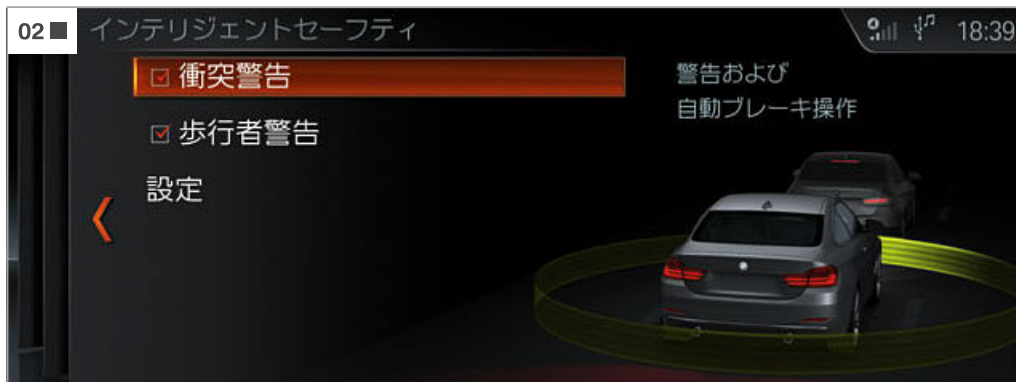 02
インテリジェントセーフティ
18:39
衝突警告
歩行者警告
設定
警告および
自動ブレーキ操作